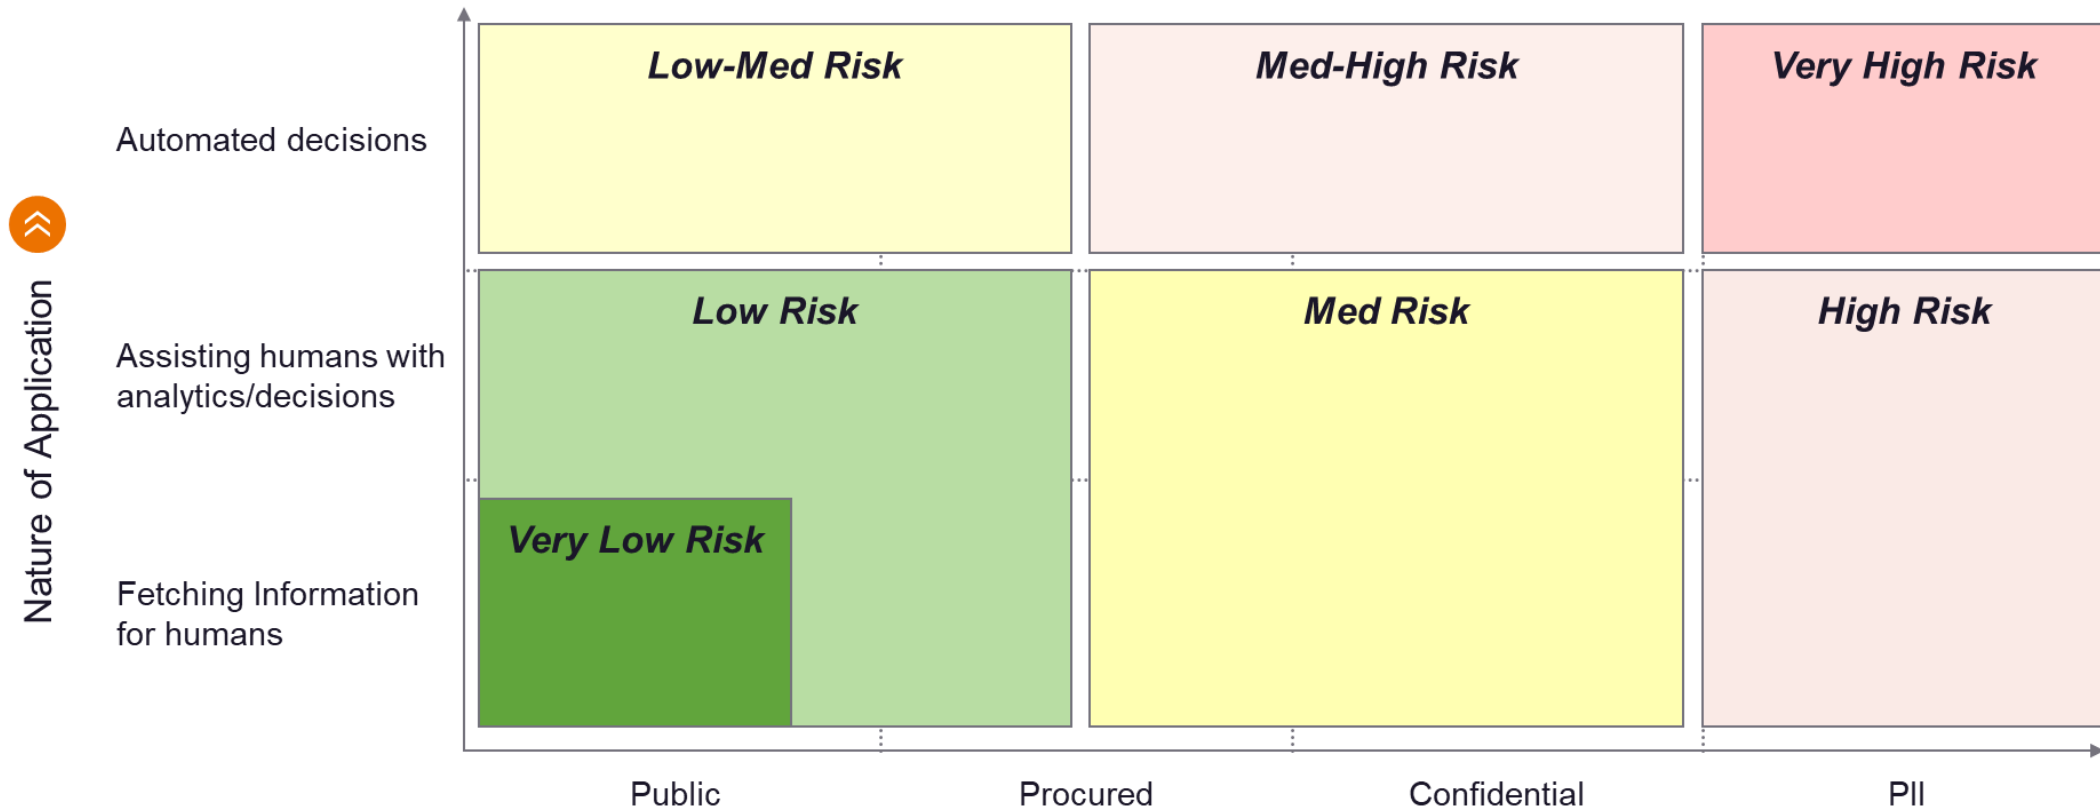 Low-Med Risk
Med-High Risk
Very High Risk
Automated decisions
Nature of Application
Low Risk
Med Risk
High Risk
Assisting humans with
analytics/decisions
Very Low Risk
Fetching Information
for humans
Public
Procured
Confidential
PII